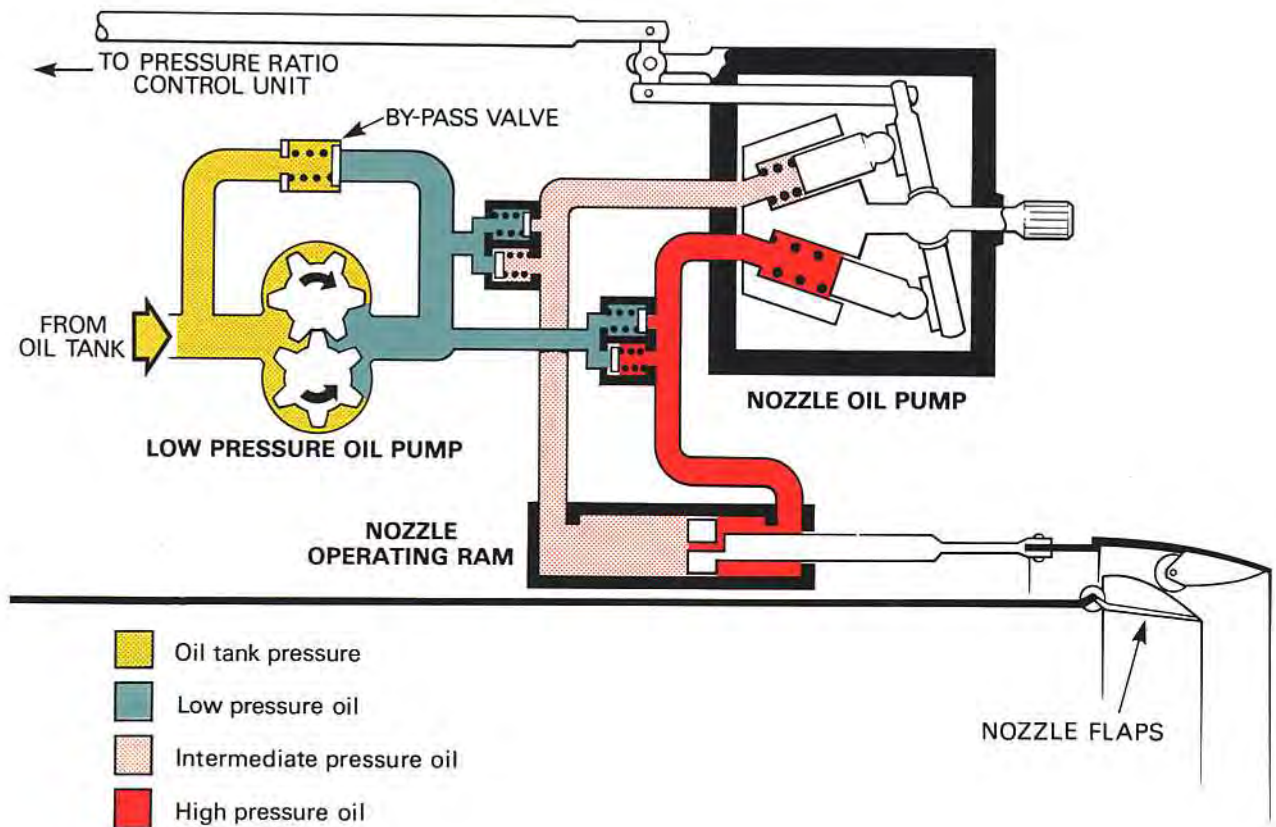 TO PRESSURE RATIO
CONTROL UNIT
BY-PASS VALVE
FROM
OIL TANK
LOW PRESSURE OIL PUMP
NOZZLE OIL PUMP
NOZZLE
OPERATING RAM
Oil tank pressure
Low pressure oil
Intermediate pressure oil
High pressure oil
NOZZLE FLAPS